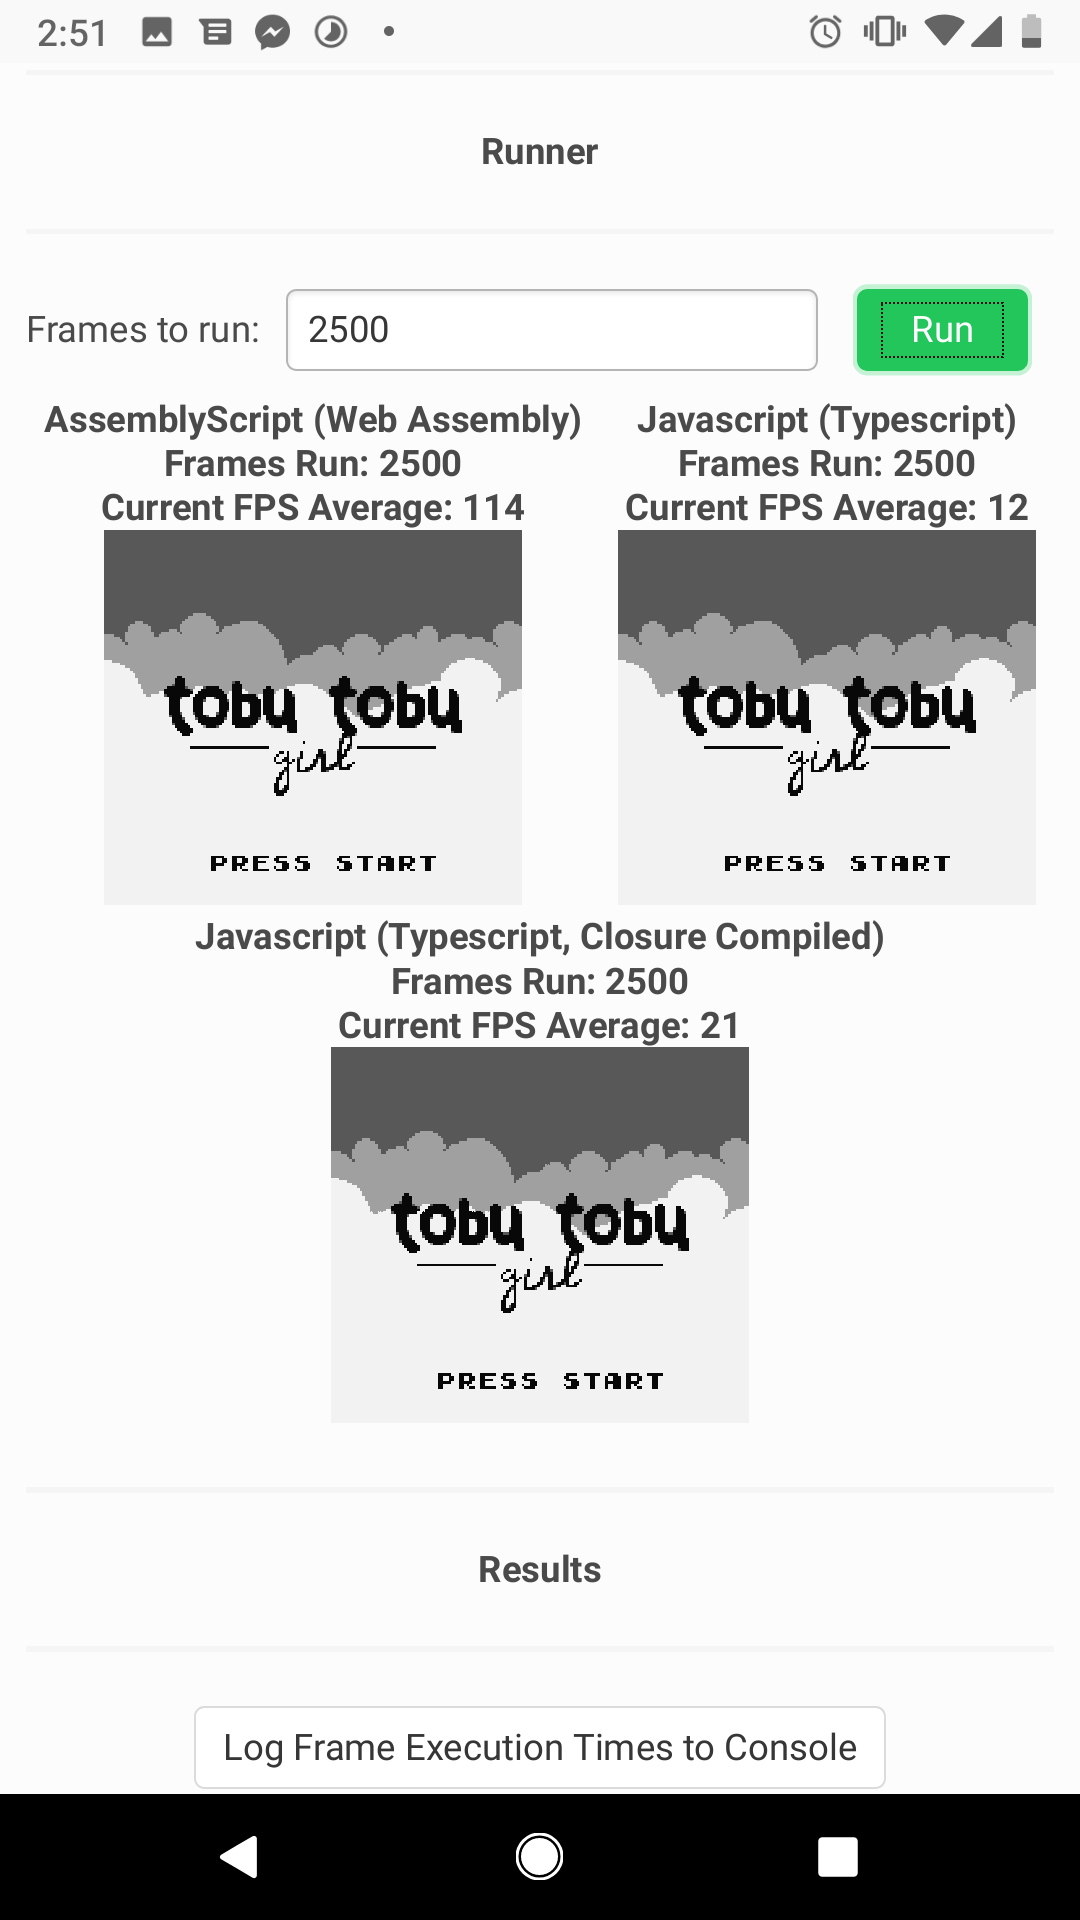 2:51
Runner
Frames to run: 2500 Run
AssemblyScript (Web Assembly)
Frames Run: 2500
Current FPS Average: 114
tobu tobu
girl
PRESS START
Javascript (Typescript)
Frames Run: 2500
Current FPS Average: 12
tobu tobu
girl
PRESS START
Javascript (Typescript, Closure Compiled)
Frames Run: 2500
Current FPS Average: 21
tobu tobu
girl
PRESS START
Results
Log Frame Execution Times to Console